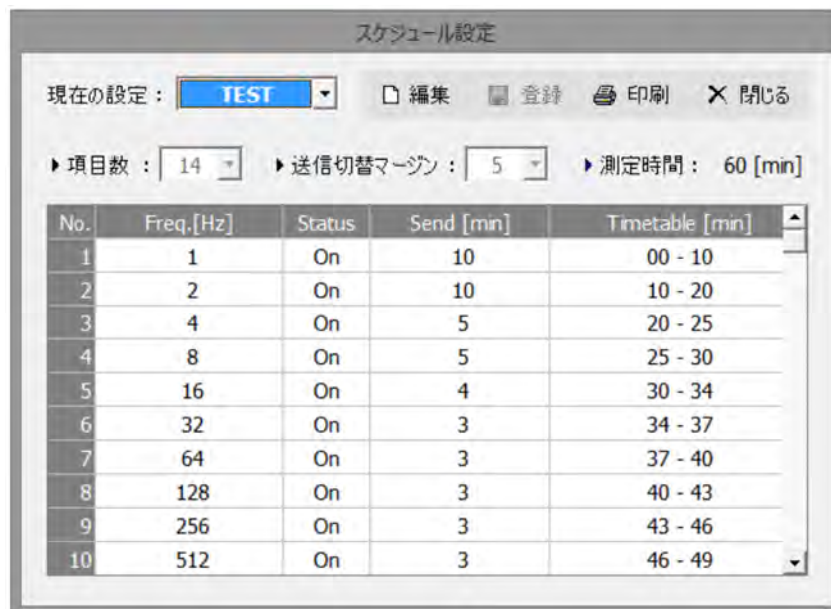 スケジュール設定
現在の設定： TEST 編集 登録 印刷 閉じる
項目数 ： 14 送信切替マージン ： 5 測定時間： 60 [min]
No. Freq.[Hz] Status Send [min] Timetable [min]
1 1 On 10 00 - 10
2 2 On 10 10 - 20
3 4 On 5 20 - 25
4 8 On 5 25 - 30
5 16 On 4 30 - 34
6 32 On 3 34 - 37
7 64 On 3 37 - 40
8 128 On 3 40 - 43
9 256 On 3 43 - 46
10 512 On 3 46 - 49